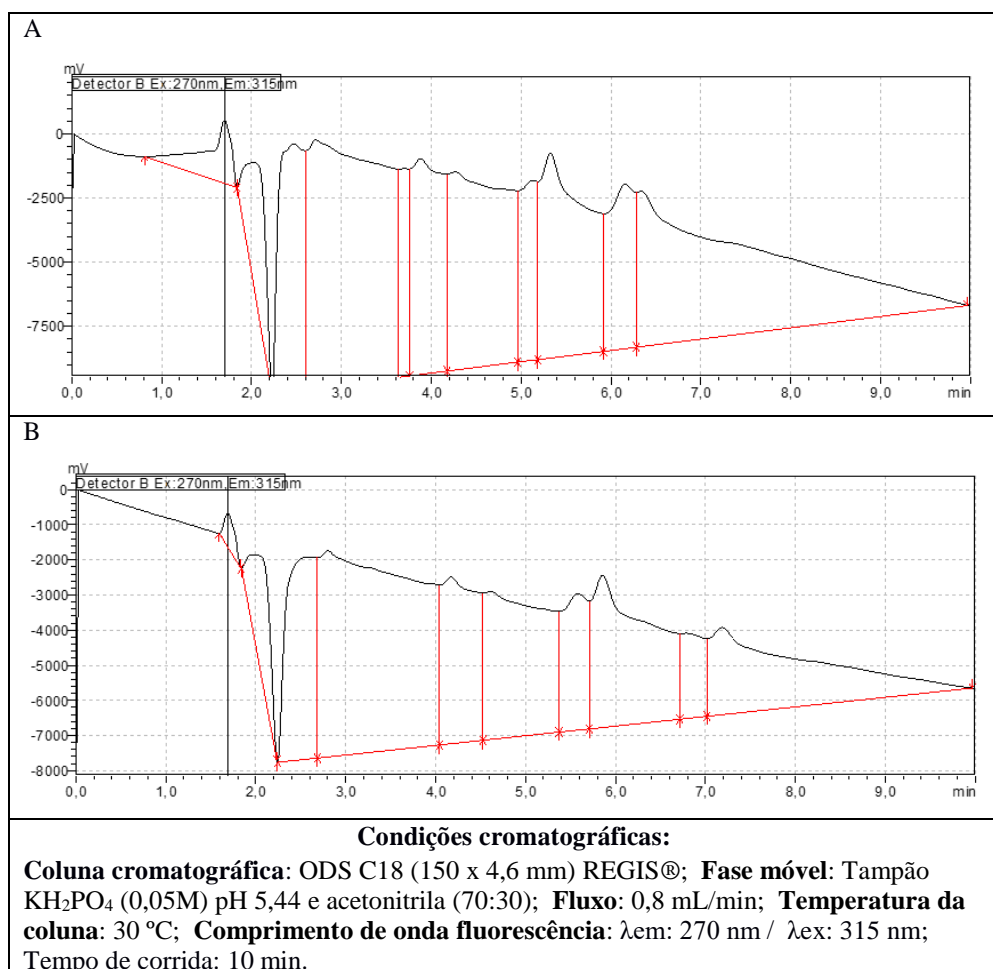 A
mV
Detector B Ex:270nm,Em:315nm
0
-2500
-5000
-7500
0,0 1,0 2,0 3,0 4,0 5,0 6,0 7,0 8,0 9,0 min
B
mV
Detector B Ex:270nm,Em:315nm
0
-1000
-2000
-3000
-4000
-5000
-6000
-7000
-8000
0,0 1,0 2,0 3,0 4,0 5,0 6,0 7,0 8,0 9,0 min
Condições cromatográficas:
Coluna cromatográfica: ODS C18 (150 x 4,6 mm) REGIS®; Fase móvel: Tampão
KH₂PO₄ (0,05M) pH 5,44 e acetonitrila (70:30); Fluxo: 0,8 mL/min; Temperatura da
coluna: 30 ºC; Comprimento de onda fluorescência: λem: 270 nm / λex: 315 nm;
Tempo de corrida: 10 min.